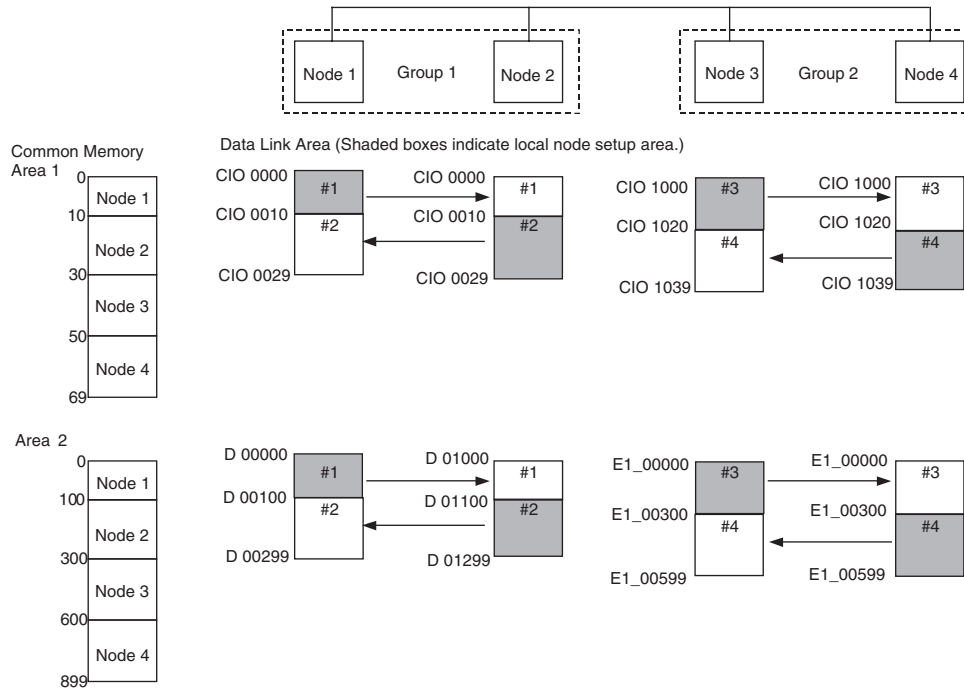 Node 1
Group 1
Node 2
Node 3
Group 2
Node 4
Data Link Area (Shaded boxes indicate local node setup area.)
Common Memory
Area 1
0
Node 1
10
Node 2
30
Node 3
50
Node 4
69
CIO 0000
#1
CIO 0010
#2
CIO 0029
CIO 0000
#1
CIO 0010
#2
CIO 0029
CIO 1000
#3
CIO 1020
#4
CIO 1039
CIO 1000
#3
CIO 1020
#4
CIO 1039
Area 2
0
Node 1
100
Node 2
300
Node 3
600
Node 4
899
D 00000
#1
D 00100
#2
D 00299
D 01000
#1
D 01100
#2
D 01299
E1_00000
#3
E1_00300
#4
E1_00599
E1_00000
#3
E1_00300
#4
E1_00599